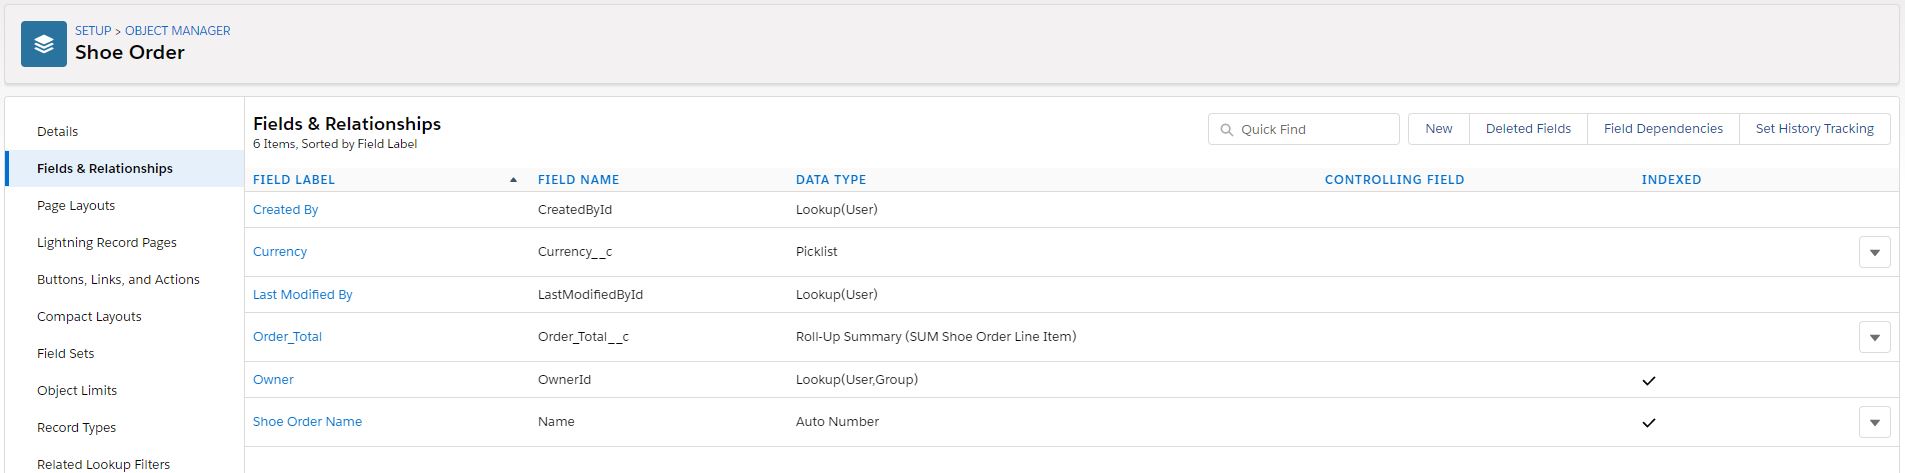 SETUP > OBJECT MANAGER
Shoe Order
Details
Fields & Relationships
Page Layouts
Lightning Record Pages
Buttons, Links, and Actions
Compact Layouts
Field Sets
Object Limits
Record Types
Related Lookup Filters
Fields & Relationships
6 Items, Sorted by Field Label
Quick Find
New
Deleted Fields
Field Dependencies
Set History Tracking
FIELD LABEL FIELD NAME DATA TYPE CONTROLLING FIELD INDEXED
Created By CreatedById Lookup(User)
Currency Currency__c Picklist
Last Modified By LastModifiedById Lookup(User)
Order_Total Order_Total__c Roll-Up Summary (SUM Shoe Order Line Item)
Owner OwnerId Lookup(User,Group)
Shoe Order Name Name Auto Number